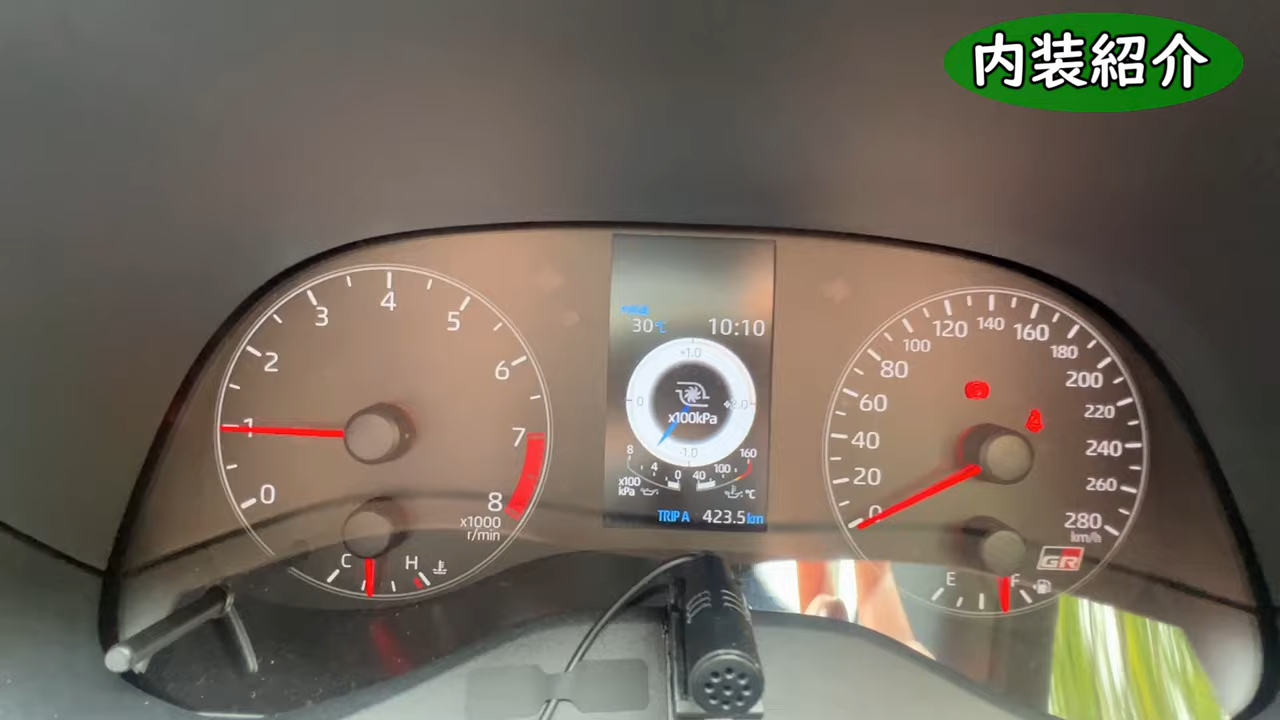 内装紹介
4
3
5
2
6
1
7
0
8
x1000
r/min
C
H
30℃
10:10
+1.0
0
+2.0
x100kPa
-1.0
8
4
0
x100
kPa
40
100
160
℃
TRIP A 423.5km
0
20
40
60
80
100
120
140
160
180
200
220
240
260
280
km/h
GR
E
F